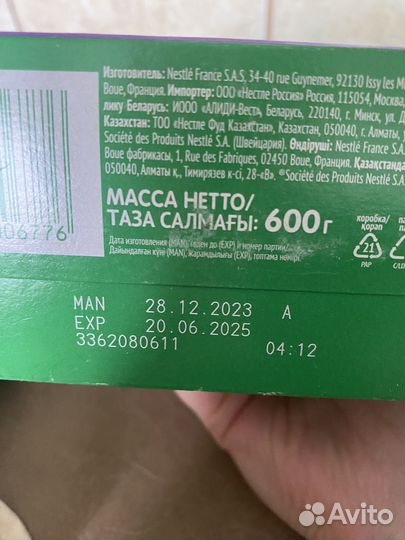 Изготовитель: Nestlé France S.A.S, 34-40 rue Guynemer, 92130 Issy les
Boue, Франция. Импортер: ООО «Нестле Россия» Россия, 115054, Москва,
лику Беларусь: ИООО «АЛИДИ-Вест», Беларусь, 220140, г. Минск, ул.
Казахстан: ТОО «Нестле Фуд Казахстан», Казахстан, 050040, г. Алматы,
Société des Produits Nestlé S.A. (Швейцария). Өндіруші: Nestlé France
Boue фабрикасы, 1, Rue des Fabriques, 02450 Boue, Франция.
050040, Алматы қ., Тимирязев к-сі, 28-«В». ®Société des Produits Nestlé S.A
МАССА НЕТТО/
ТАЗА САЛМАҒЫ: 600 г
коробка/
қорап
Дата изготовления (MAN), годен до (EXP) и номер партии/
Дайындалған күні (MAN), жарамдылығы (EXP), топтама нөмірі.
21
PAP
C/LD
06776
MAN 28.12.2023 A
EXP 20.06.2025
3362080611 04:12
Avito